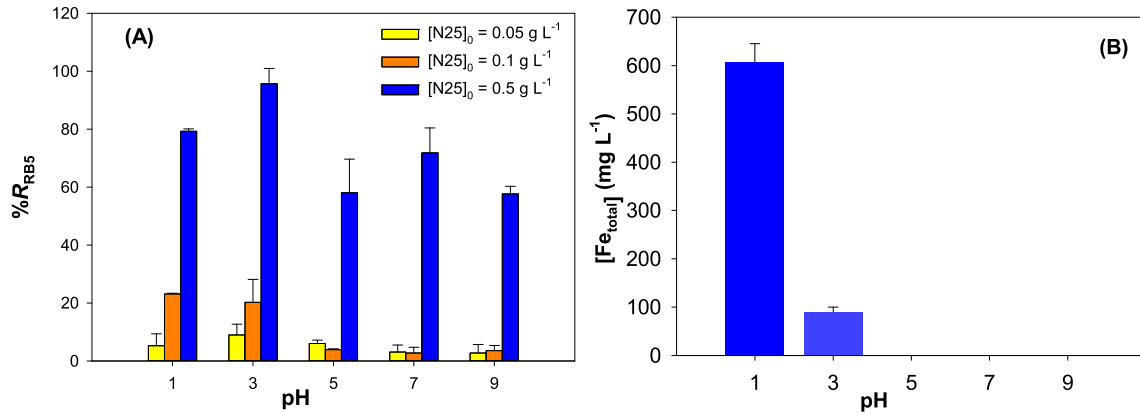 (A)
[N25]₀ = 0.05 g L⁻¹
[N25]₀ = 0.1 g L⁻¹
[N25]₀ = 0.5 g L⁻¹
%R_RB5
120
100
80
60
40
20
0
1 3 5 7 9
pH
(B)
[Fe_total] (mg L⁻¹)
700
600
500
400
300
200
100
0
1 3 5 7 9
pH